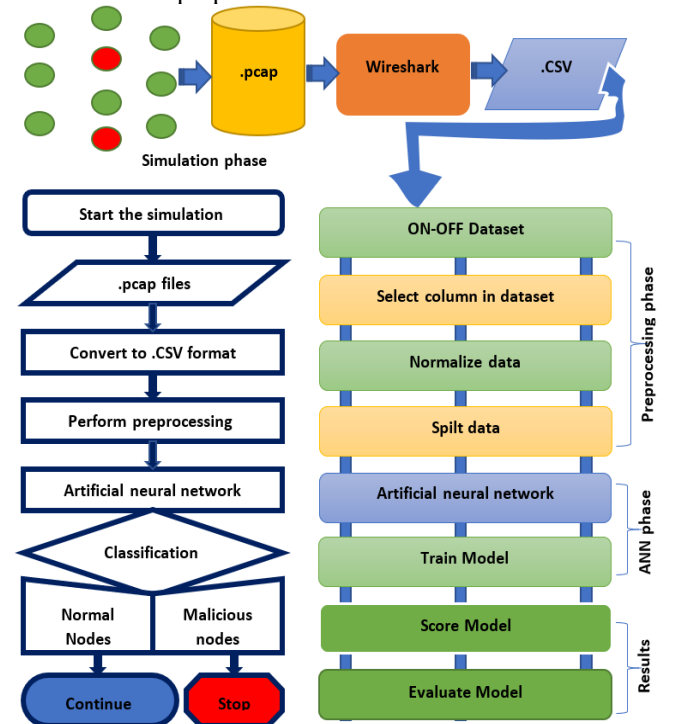 .pcap
Wireshark
.CSV
Simulation phase
Start the simulation
.pcap files
Convert to .CSV format
Perform preprocessing
Artificial neural network
Classification
Normal
Nodes
Malicious
nodes
Continue
Stop
ON-OFF Dataset
Select column in dataset
Normalize data
Spilt data
Preprocessing phase
Artificial neural network
Train Model
ANN phase
Score Model
Evaluate Model
Results